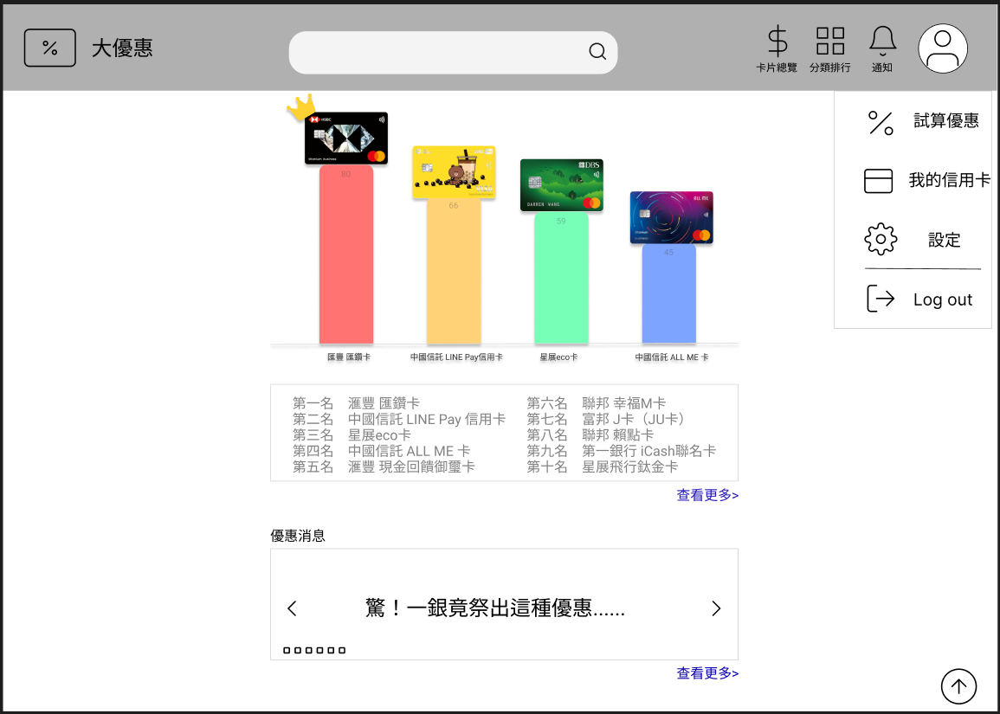 %
大優惠
卡片總覽
分類排行
通知
試算優惠
我的信用卡
設定
Log out
HSBC
80
66
DBS
DARREN WANG
59
ALL ME
45
匯豐 匯鑽卡
中國信託 LINE Pay信用卡
星展eco卡
中國信託 ALL ME 卡
第一名 滙豐 匯鑽卡
第二名 中國信託 LINE Pay 信用卡
第三名 星展eco卡
第四名 中國信託 ALL ME 卡
第五名 滙豐 現金回饋御璽卡
第六名 聯邦 幸福M卡
第七名 富邦 J卡（JU卡）
第八名 聯邦 賴點卡
第九名 第一銀行 iCash聯名卡
第十名 星展飛行鈦金卡
查看更多>
優惠消息
驚！一銀竟祭出這種優惠......
查看更多>